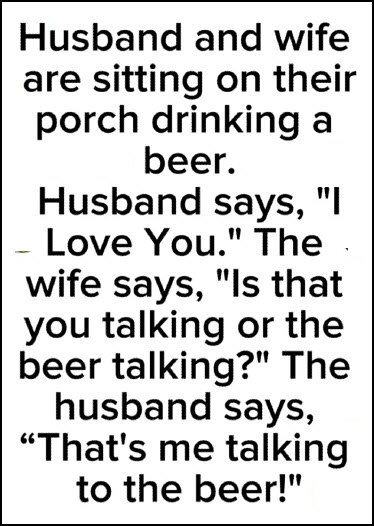 Husband and wife
are sitting on their
porch drinking a
beer.
Husband says, "I
Love You." The
wife says, "Is that
you talking or the
beer talking?" The
husband says,
“That's me talking
to the beer!"